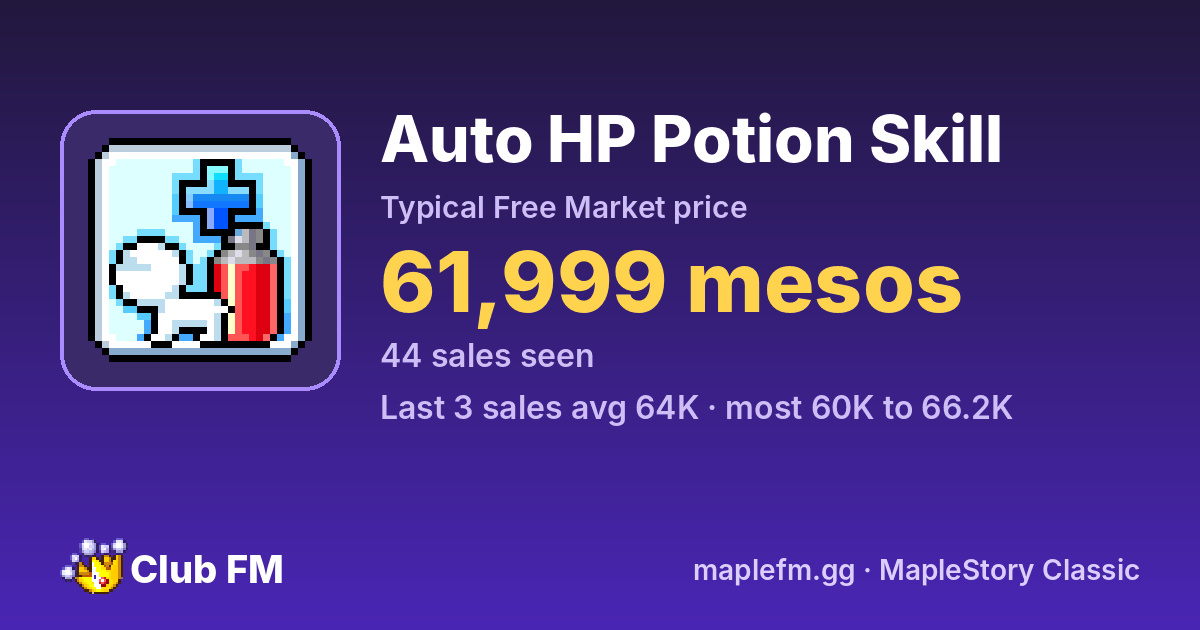 Auto HP Potion Skill
Typical Free Market price
61,999 mesos
44 sales seen
Last 3 sales avg 64K · most 60K to 66.2K
Club FM
maplefm.gg · MapleStory Classic